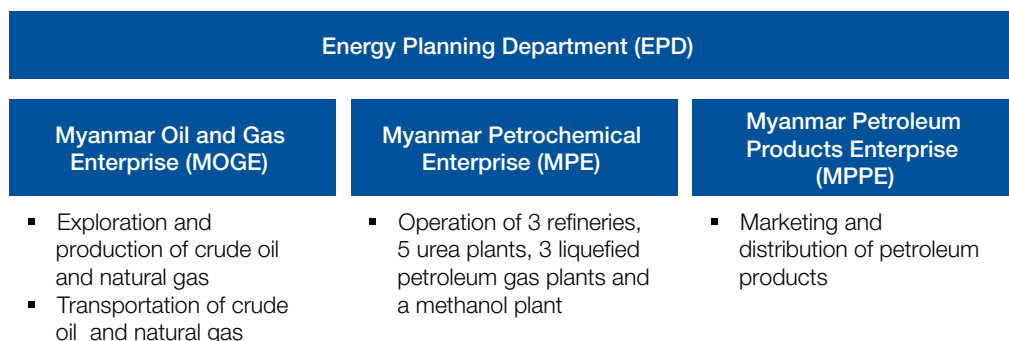 Energy Planning Department (EPD)
Myanmar Oil and Gas
Enterprise (MOGE)
▪ Exploration and
production of crude oil
and natural gas
▪ Transportation of crude
oil and natural gas
Myanmar Petrochemical
Enterprise (MPE)
▪ Operation of 3 refineries,
5 urea plants, 3 liquefied
petroleum gas plants and
a methanol plant
Myanmar Petroleum
Products Enterprise
(MPPE)
▪ Marketing and
distribution of petroleum
products